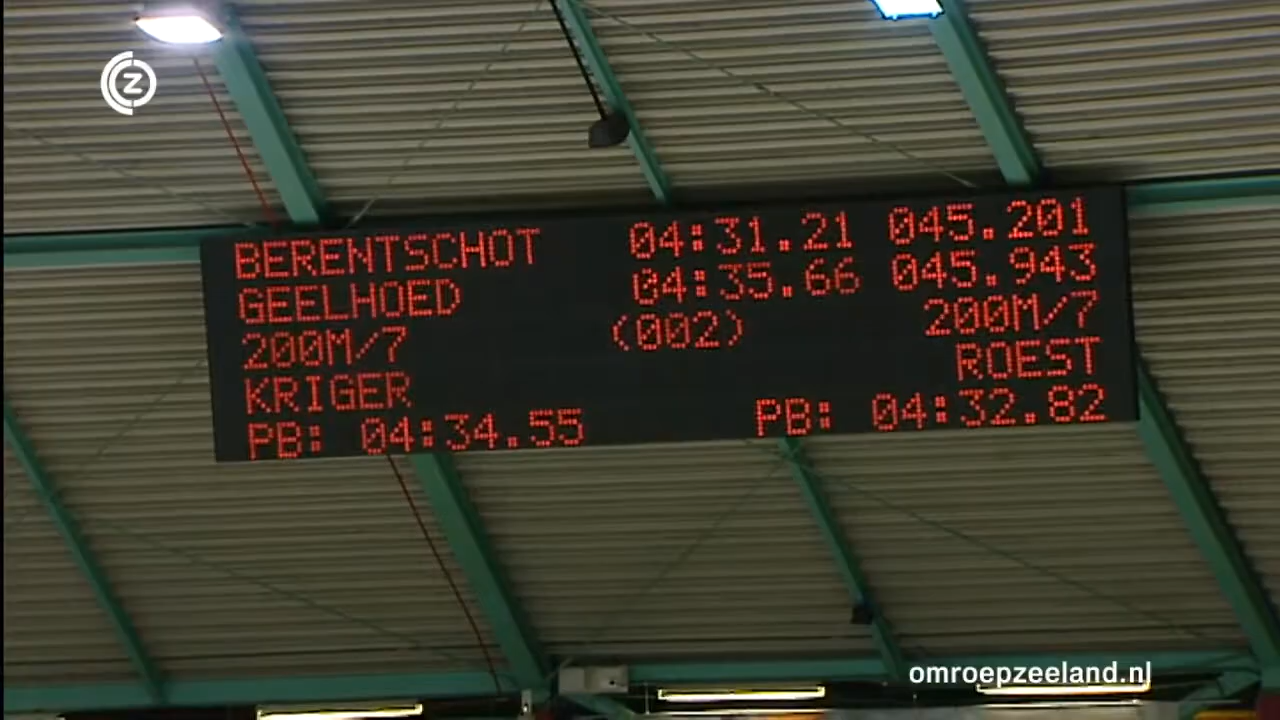 Z
BERENTSCHOT 04:31.21 045.201
GEELHOED 04:35.66 045.943
200M/7 (002) 200M/7
KRIGER ROEST
PB: 04:34.55 PB: 04:32.82
omroepzeeland.nl